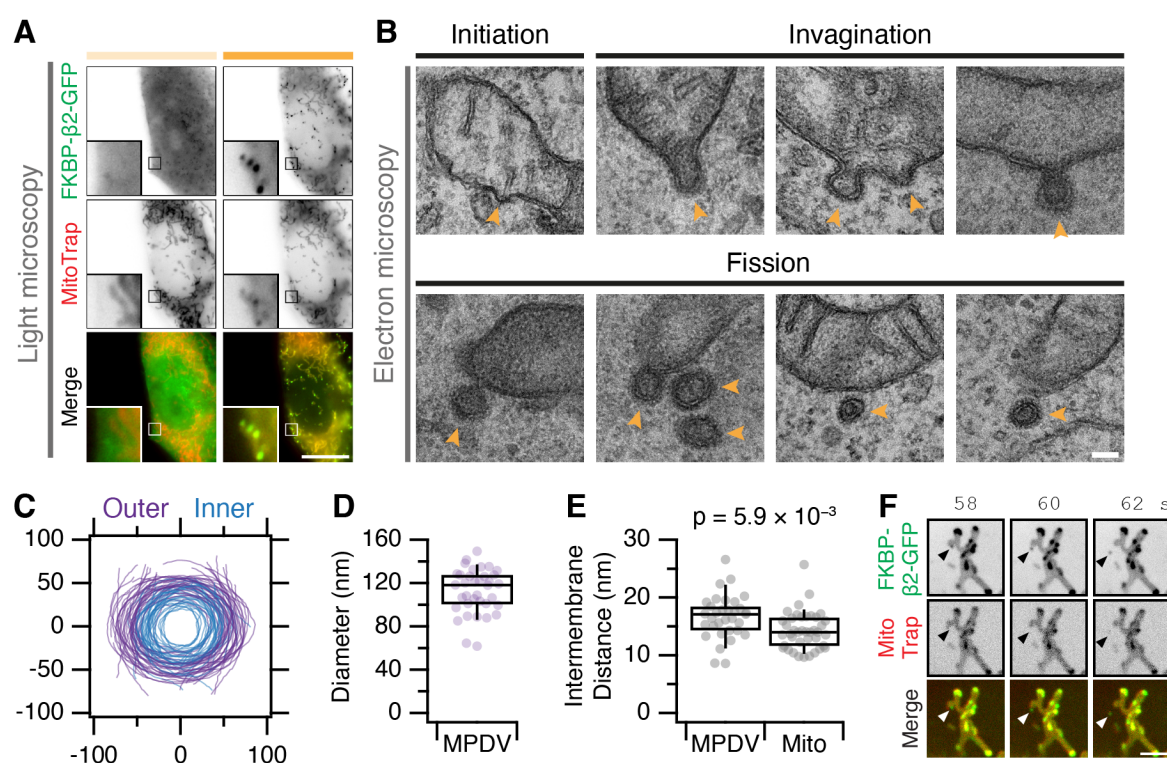 A
FKBP-β2-GFP
MitoTrap
Merge
Light microscopy
B
Initiation
Invagination
Fission
Electron microscopy
C
Outer Inner
100
50
0
-50
-100
-100 0 100
D
Diameter (nm)
160
120
80
40
0
MPDV
E
p = 5.9 × 10⁻³
Intermembrane
Distance (nm)
30
20
10
0
MPDV Mito
F
58 60 62 s
FKBP-
β2-GFP
Mito
Trap
Merge